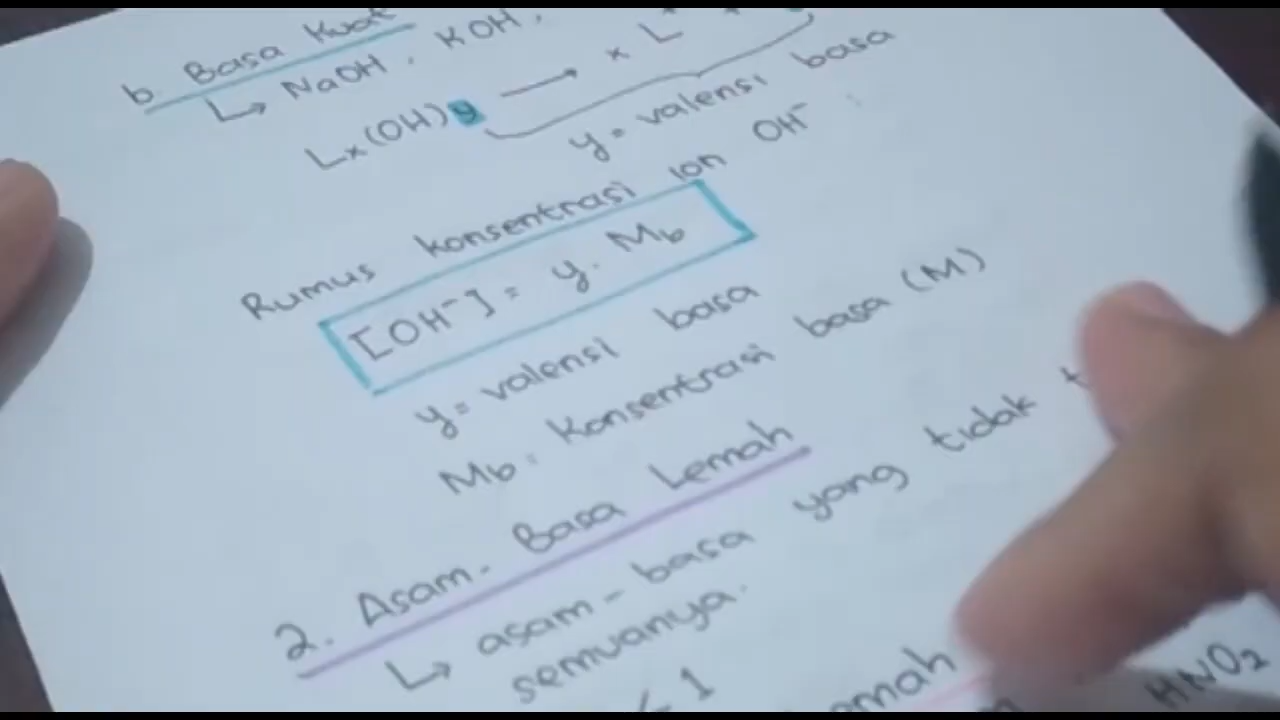 b. Basa Kuat
↳ NaOH, KOH,
Lx(OH)y → x L⁺ +
y = valensi basa
Rumus konsentrasi ion OH⁻ :
[OH⁻] = y . Mb
y = valensi basa
Mb = Konsentrasi basa (M)
2. Asam - Basa Lemah
↳ asam - basa yang tidak
semuanya.
< 1
HNO₂